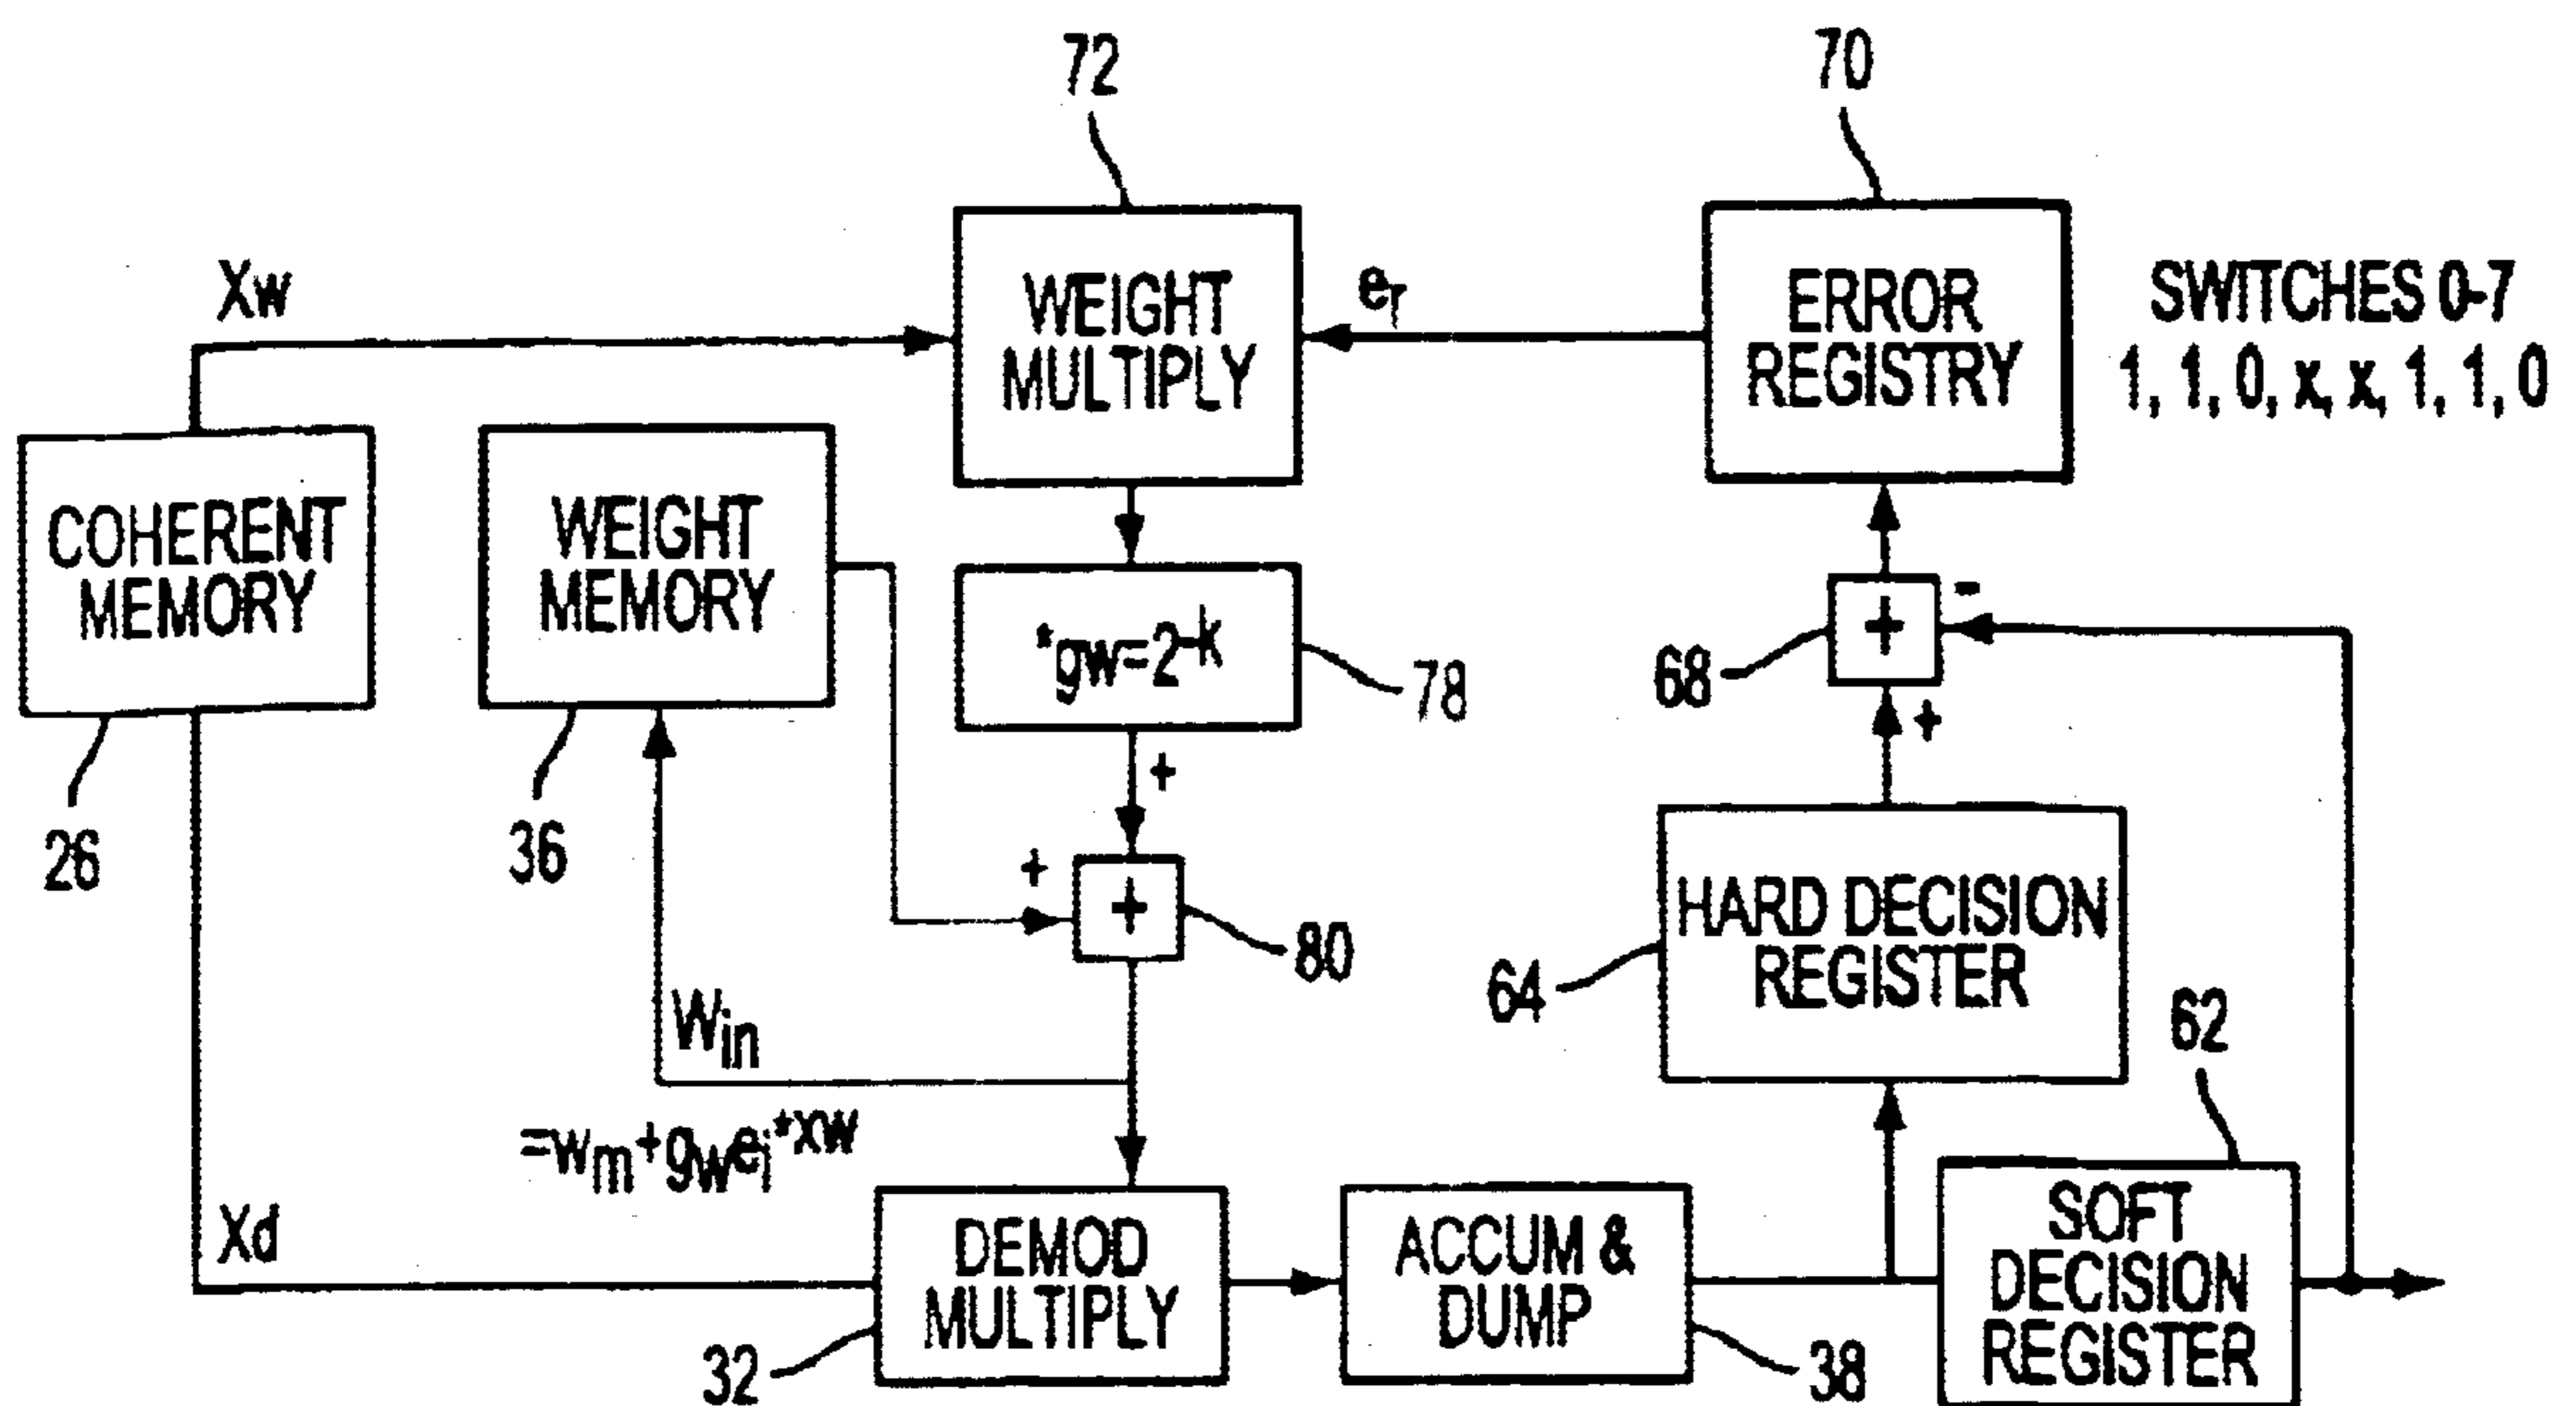 72
70
Xw
WEIGHT
MULTIPLY
er
ERROR
REGISTRY
SWITCHES 0-7
1, 1, 0, x, x, 1, 1, 0
COHERENT
MEMORY
WEIGHT
MEMORY
*gw=2-k
78
68
+
-
+
26
36
+
+
+
80
HARD DECISION
REGISTER
64
Win
=wm+gwei*xw
62
Xd
DEMOD
MULTIPLY
32
ACCUM &
DUMP
38
SOFT
DECISION
REGISTER